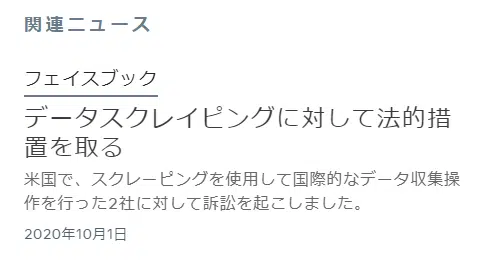 関連ニュース
フェイスブック
データスクレイピングに対して法的措
置を取る
米国で、スクレーピングを使用して国際的なデータ収集操
作を行った2社に対して訴訟を起こしました。
2020年10月1日